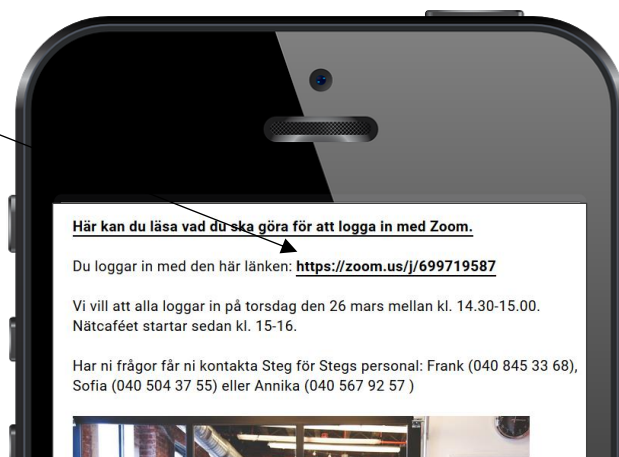 Här kan du läsa vad du ska göra för att logga in med Zoom.
Du loggar in med den här länken: https://zoom.us/j/699719587
Vi vill att alla loggar in på torsdag den 26 mars mellan kl. 14.30-15.00.
Nätcaféet startar sedan kl. 15-16.
Har ni frågor får ni kontakta Steg för Stegs personal: Frank (040 845 33 68),
Sofia (040 504 37 55) eller Annika (040 567 92 57 )